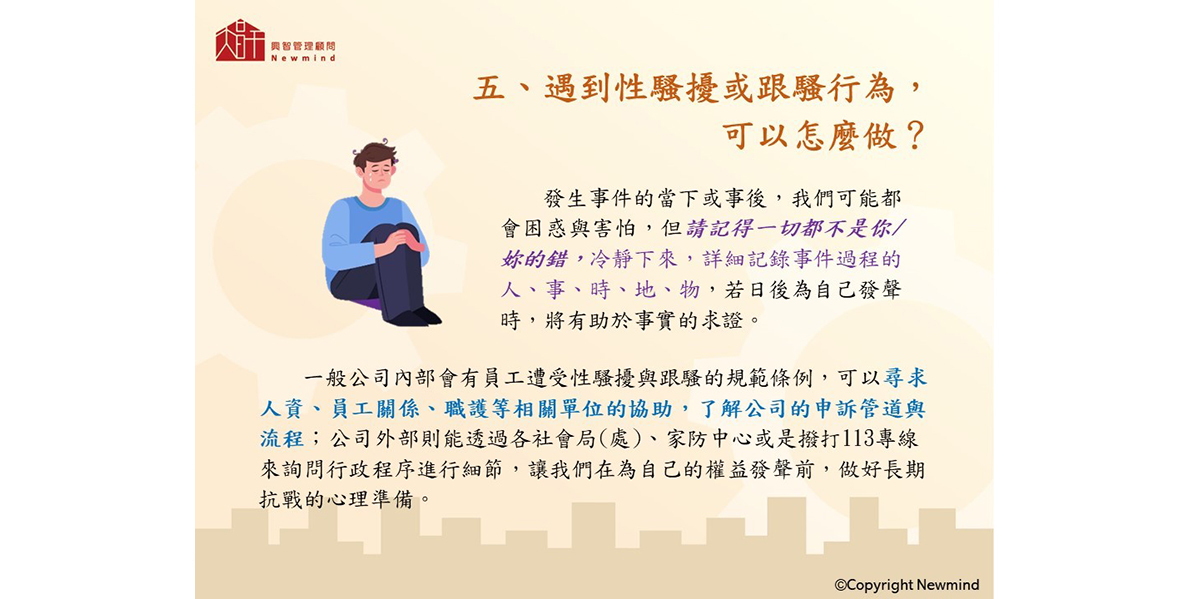 興智管理顧問
Newmind
五、遇到性騷擾或跟騷行為，
可以怎麼做？
發生事件的當下或事後，我們可能都
會困惑與害怕，但請記得一切都不是你/
妳的錯，冷靜下來，詳細記錄事件過程的
人、事、時、地、物，若日後為自己發聲
時，將有助於事實的求證。
一般公司內部會有員工遭受性騷擾與跟騷的規範條例，可以尋求
人資、員工關係、職護等相關單位的協助，了解公司的申訴管道與
流程；公司外部則能透過各社會局(處)、家防中心或是撥打113專線
來詢問行政程序進行細節，讓我們在為自己的權益發聲前，做好長期
抗戰的心理準備。
©Copyright Newmind